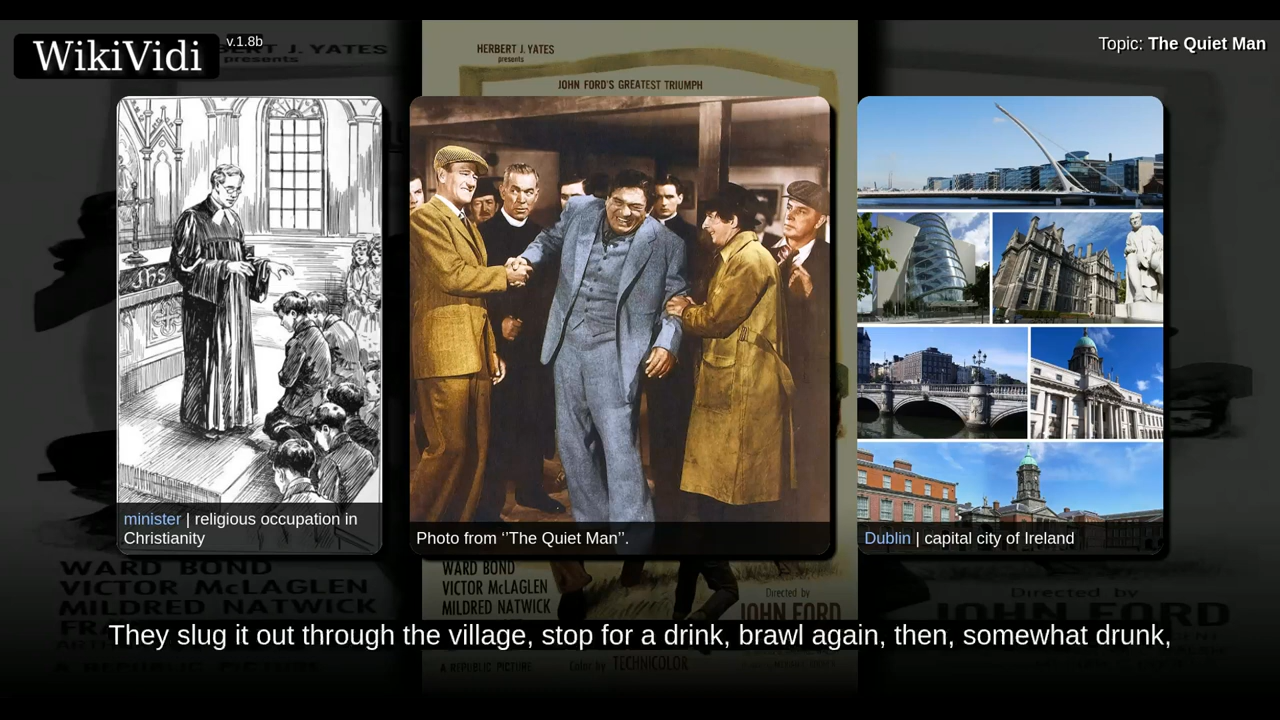 WikiVidi
v.1.8b
Topic: The Quiet Man
HERBERT J. YATES
presents
JOHN FORD'S GREATEST TRIUMPH
JHS
minister | religious occupation in
Christianity
Photo from ‘’The Quiet Man’’.
Dublin | capital city of Ireland
WARD BOND
VICTOR McLAGLEN
MILDRED NATWICK
Directed by
JOHN FORD
They slug it out through the village, stop for a drink, brawl again, then, somewhat drunk,
A REPUBLIC PICTURE
Color by TECHNICOLOR